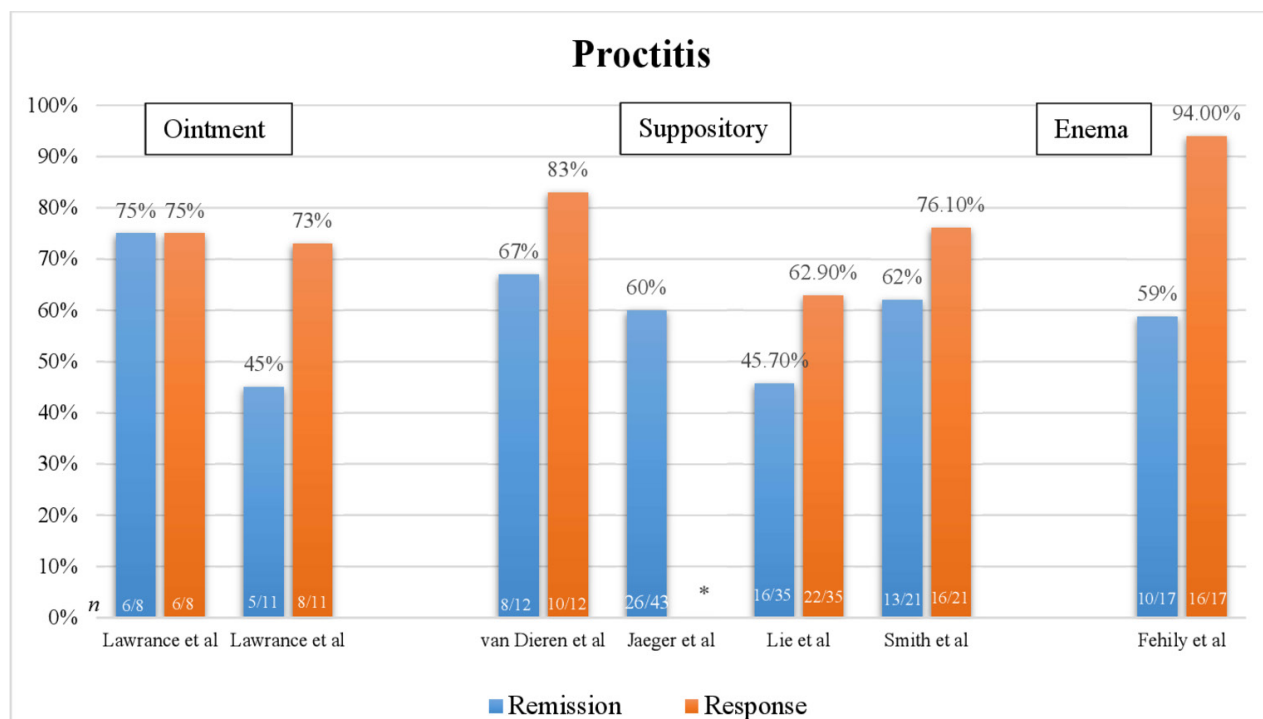 Proctitis
Ointment
Suppository
Enema
100%
90%
80%
70%
60%
50%
40%
30%
20%
10%
0%
75% 75%
45% 73%
67% 83%
60%
45.70% 62.90%
62% 76.10%
59% 94.00%
n 6/8 6/8 5/11 8/11 8/12 10/12 26/43 * 16/35 22/35 13/21 16/21 10/17 16/17
Lawrance et al Lawrance et al van Dieren et al Jaeger et al Lie et al Smith et al Fehily et al
Remission Response